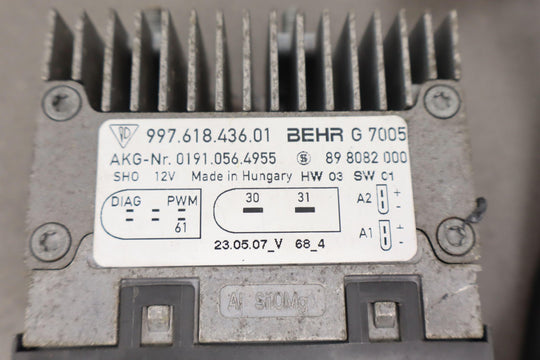 997.618.436.01 BEHR G 7005
AKG-Nr. 0191.056.4955 S 89 8082 000
SHO 12V Made in Hungary HW 03 SW 01
DIAG PWM 30 31 A2 + -
61 A1 + -
23.05.07_V 68_4